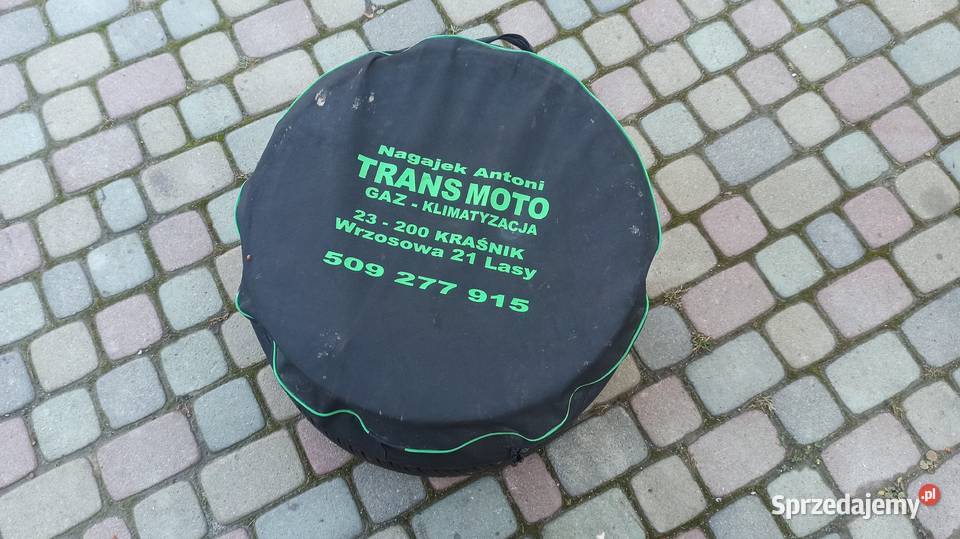 Nagajek Antoni
TRANS MOTO
GAZ - KLIMATYZACJA
23 - 200 KRAŚNIK
Wrzosowa 21 Lasy
509 277 915
Sprzedajemy.pl